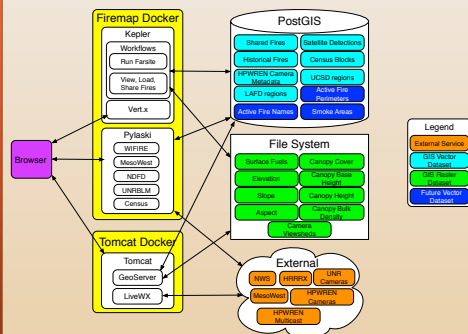 Firemap Docker
Kepler
Workflows
Run Farsite
View, Load,
Share Fires
Vert.x
Pylaski
WIFIRE
MesoWest
NDFD
UNRBLM
Census
Browser
Tomcat Docker
Tomcat
GeoServer
LiveWX
PostGIS
Shared Fires
Satellite Detections
Historical Fires
Census Blocks
HPWREN Camera
Metadata
UCSD regions
LAFD regions
Active Fire
Perimeters
Active Fire Names
Smoke Areas
File System
Surface Fuels
Canopy Cover
Elevation
Canopy Base
Height
Slope
Canopy Height
Aspect
Canopy Bulk
Density
Camera
Viewsheds
External
NWS
HRRRX
UNR
Cameras
MesoWest
HPWREN
Cameras
HPWREN
Multicast
Legend
External Service
GIS Vector
Dataset
GIS Raster
Dataset
Future Vector
Dataset